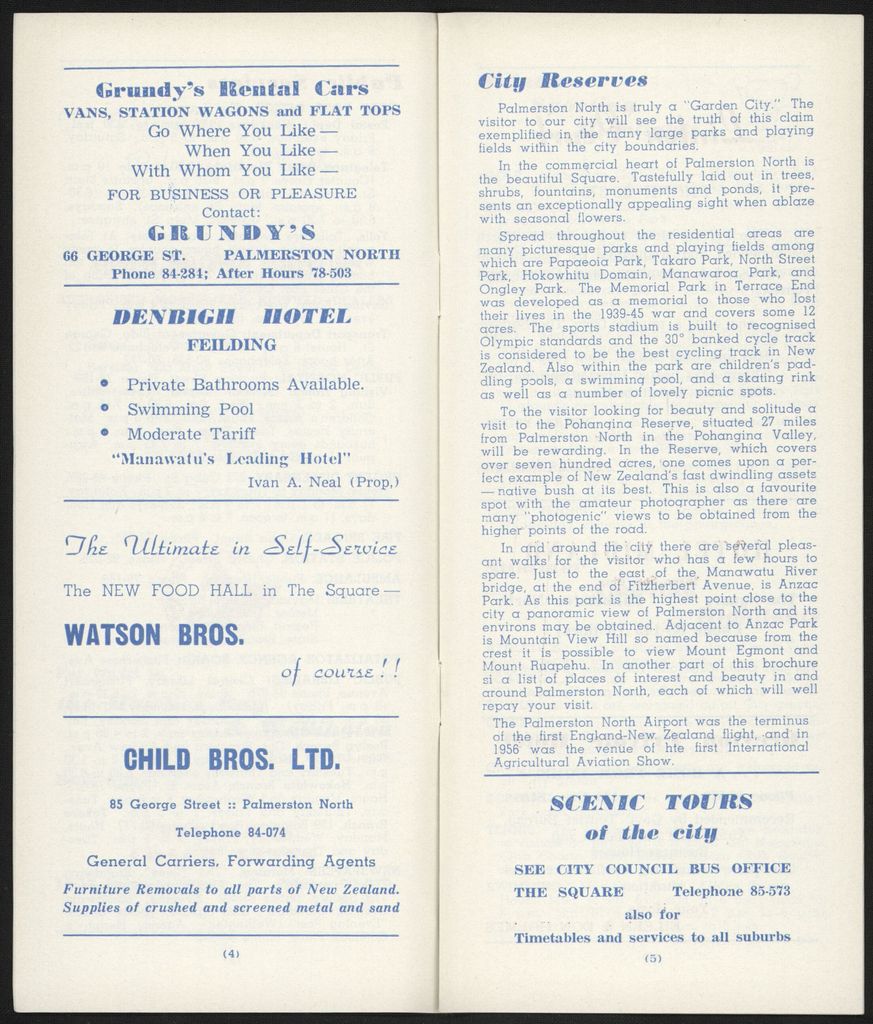 Grundy's Rental Cars
VANS, STATION WAGONS and FLAT TOPS
Go Where You Like —
When You Like —
With Whom You Like —
FOR BUSINESS OR PLEASURE
Contact:
GRUNDY'S
66 GEORGE ST. PALMERSTON NORTH
Phone 84-284; After Hours 78-503
DENBIGH HOTEL
FEILDING
• Private Bathrooms Available.
• Swimming Pool
• Moderate Tariff
"Manawatu's Leading Hotel"
Ivan A. Neal (Prop.)
The Ultimate in Self-Service
The NEW FOOD HALL in The Square —
WATSON BROS.
of course!!
CHILD BROS. LTD.
85 George Street :: Palmerston North
Telephone 84-074
General Carriers, Forwarding Agents
Furniture Removals to all parts of New Zealand.
Supplies of crushed and screened metal and sand
(4)
City Reserves
Palmerston North is truly a "Garden City." The
visitor to our city will see the truth of this claim
exemplified in the many large parks and playing
fields within the city boundaries.
In the commercial heart of Palmerston North is
the beautiful Square. Tastefully laid out in trees,
shrubs, fountains, monuments and ponds, it pre-
sents an exceptionally appealing sight when ablaze
with seasonal flowers.
Spread throughout the residential areas are
many picturesque parks and playing fields among
which are Papaeoia Park, Takaro Park, North Street
Park, Hokowhitu Domain, Manawaroa Park, and
Ongley Park. The Memorial Park in Terrace End
was developed as a memorial to those who lost
their lives in the 1939-45 war and covers some 12
acres. The sports stadium is built to recognised
Olympic standards and the 30° banked cycle track
is considered to be the best cycling track in New
Zealand. Also within the park are children's pad-
dling pools, a swimming pool, and a skating rink
as well as a number of lovely picnic spots.
To the visitor looking for beauty and solitude a
visit to the Pohangina Reserve, situated 27 miles
from Palmerston North in the Pohangina Valley,
will be rewarding. In the Reserve, which covers
over seven hundred acres, one comes upon a per-
fect example of New Zealand's fast dwindling assets
— native bush at its best. This is also a favourite
spot with the amateur photographer as there are
many "photogenic" views to be obtained from the
higher points of the road.
In and around the city there are several pleas-
ant walks for the visitor who has a few hours to
spare. Just to the east of the Manawatu River
bridge, at the end of Fitzherbert Avenue, is Anzac
Park. As this park is the highest point close to the
city a panoramic view of Palmerston North and its
environs may be obtained. Adjacent to Anzac Park
is Mountain View Hill so named because from the
crest it is possible to view Mount Egmont and
Mount Ruapehu. In another part of this brochure
si a list of places of interest and beauty in and
around Palmerston North, each of which will well
repay your visit.
The Palmerston North Airport was the terminus
of the first England-New Zealand flight, and in
1956 was the venue of hte first International
Agricultural Aviation Show.
SCENIC TOURS
of the city
SEE CITY COUNCIL BUS OFFICE
THE SQUARE Telephone 85-573
also for
Timetables and services to all suburbs
(5)